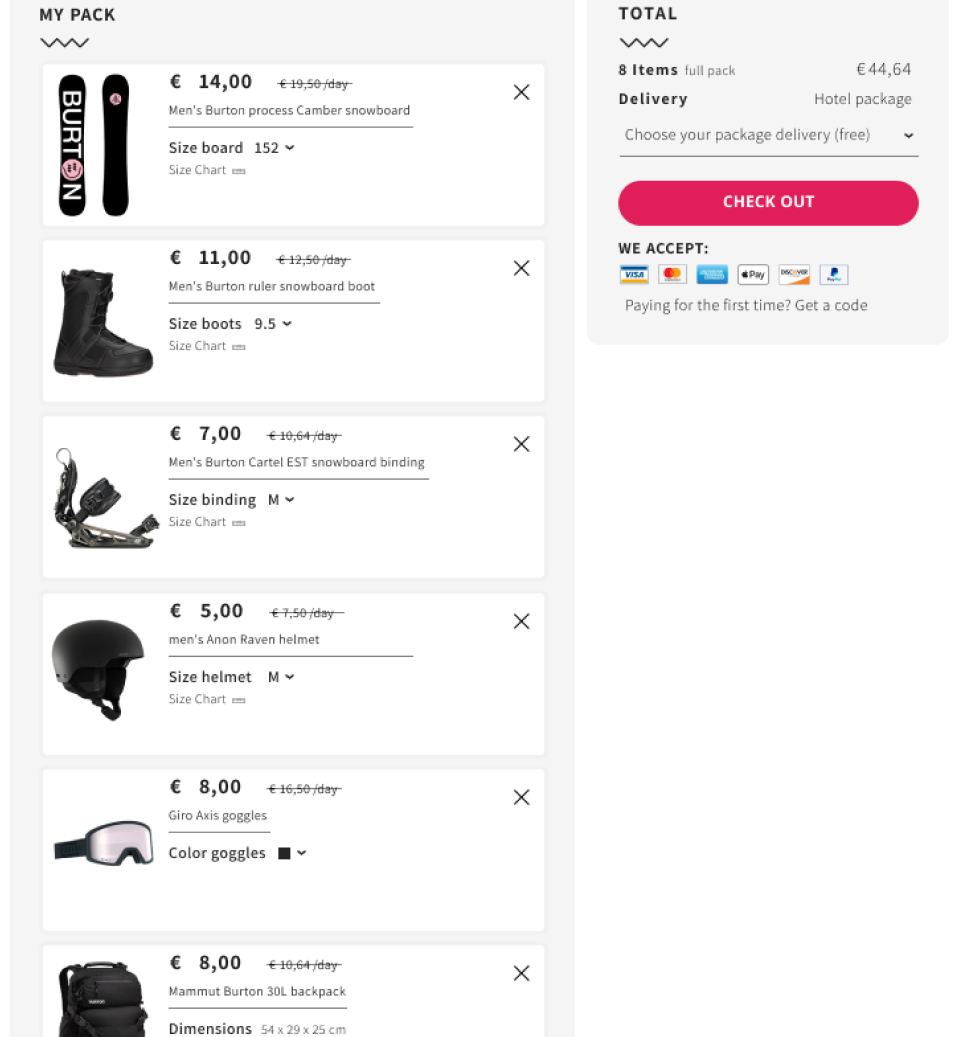 MY PACK
€ 14,00 € 19,50 /day
Men's Burton process Camber snowboard
Size board 152
Size Chart
BURTON
€ 11,00 € 12,50 /day
Men's Burton ruler snowboard boot
Size boots 9.5
Size Chart
€ 7,00 € 10,64 /day
Men's Burton Cartel EST snowboard binding
Size binding M
Size Chart
€ 5,00 € 7,50 /day
men's Anon Raven helmet
Size helmet M
Size Chart
€ 8,00 € 16,50 /day
Giro Axis goggles
Color goggles
€ 8,00 € 10,64 /day
Mammut Burton 30L backpack
Dimensions 54 x 29 x 25 cm
BURTON
TOTAL
8 Items full pack €44,64
Delivery Hotel package
Choose your package delivery (free)
CHECK OUT
WE ACCEPT:
VISA Pay DISCOVER PayPal
Paying for the first time? Get a code